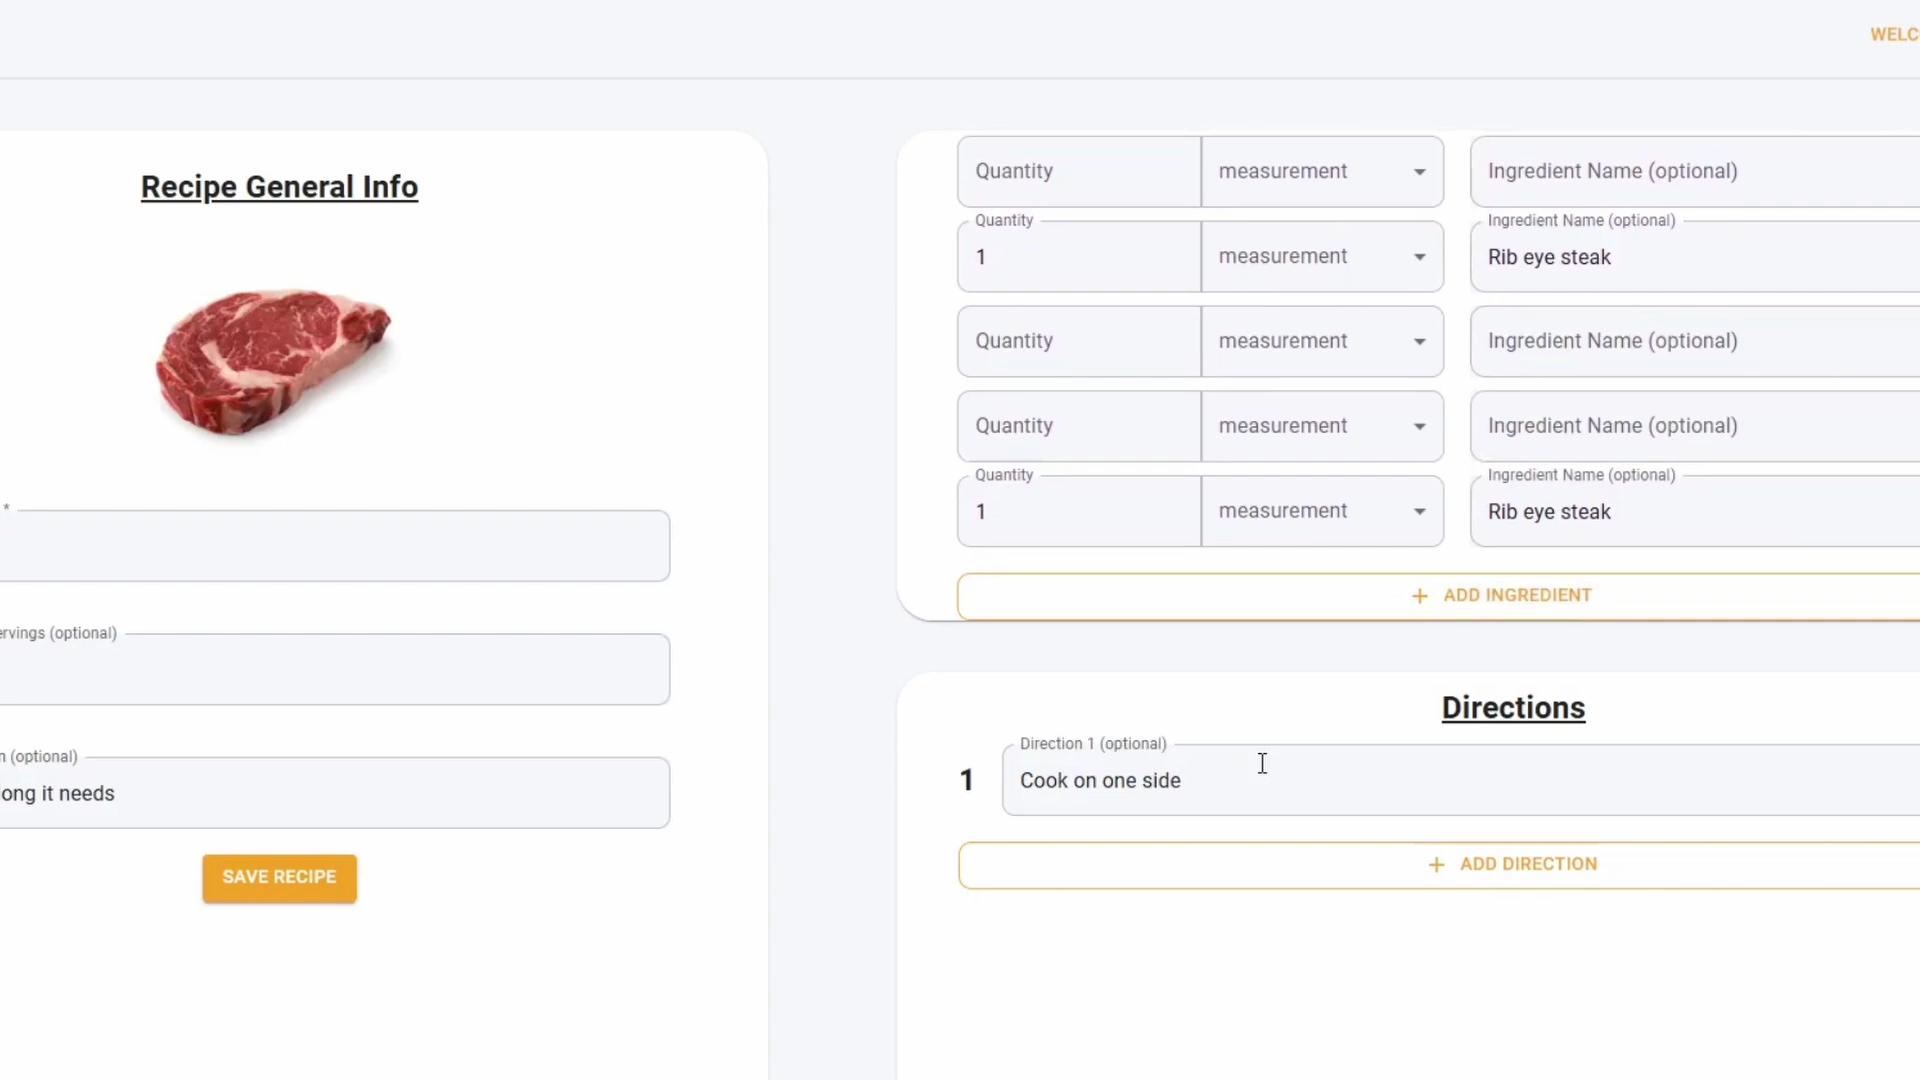 WELC
Recipe General Info
*
ervings (optional)
n (optional)
ong it needs
SAVE RECIPE
Quantity measurement Ingredient Name (optional)
Quantity Ingredient Name (optional)
1 measurement Rib eye steak
Quantity measurement Ingredient Name (optional)
Quantity measurement Ingredient Name (optional)
Quantity Ingredient Name (optional)
1 measurement Rib eye steak
+ ADD INGREDIENT
Directions
Direction 1 (optional)
1 Cook on one side
+ ADD DIRECTION